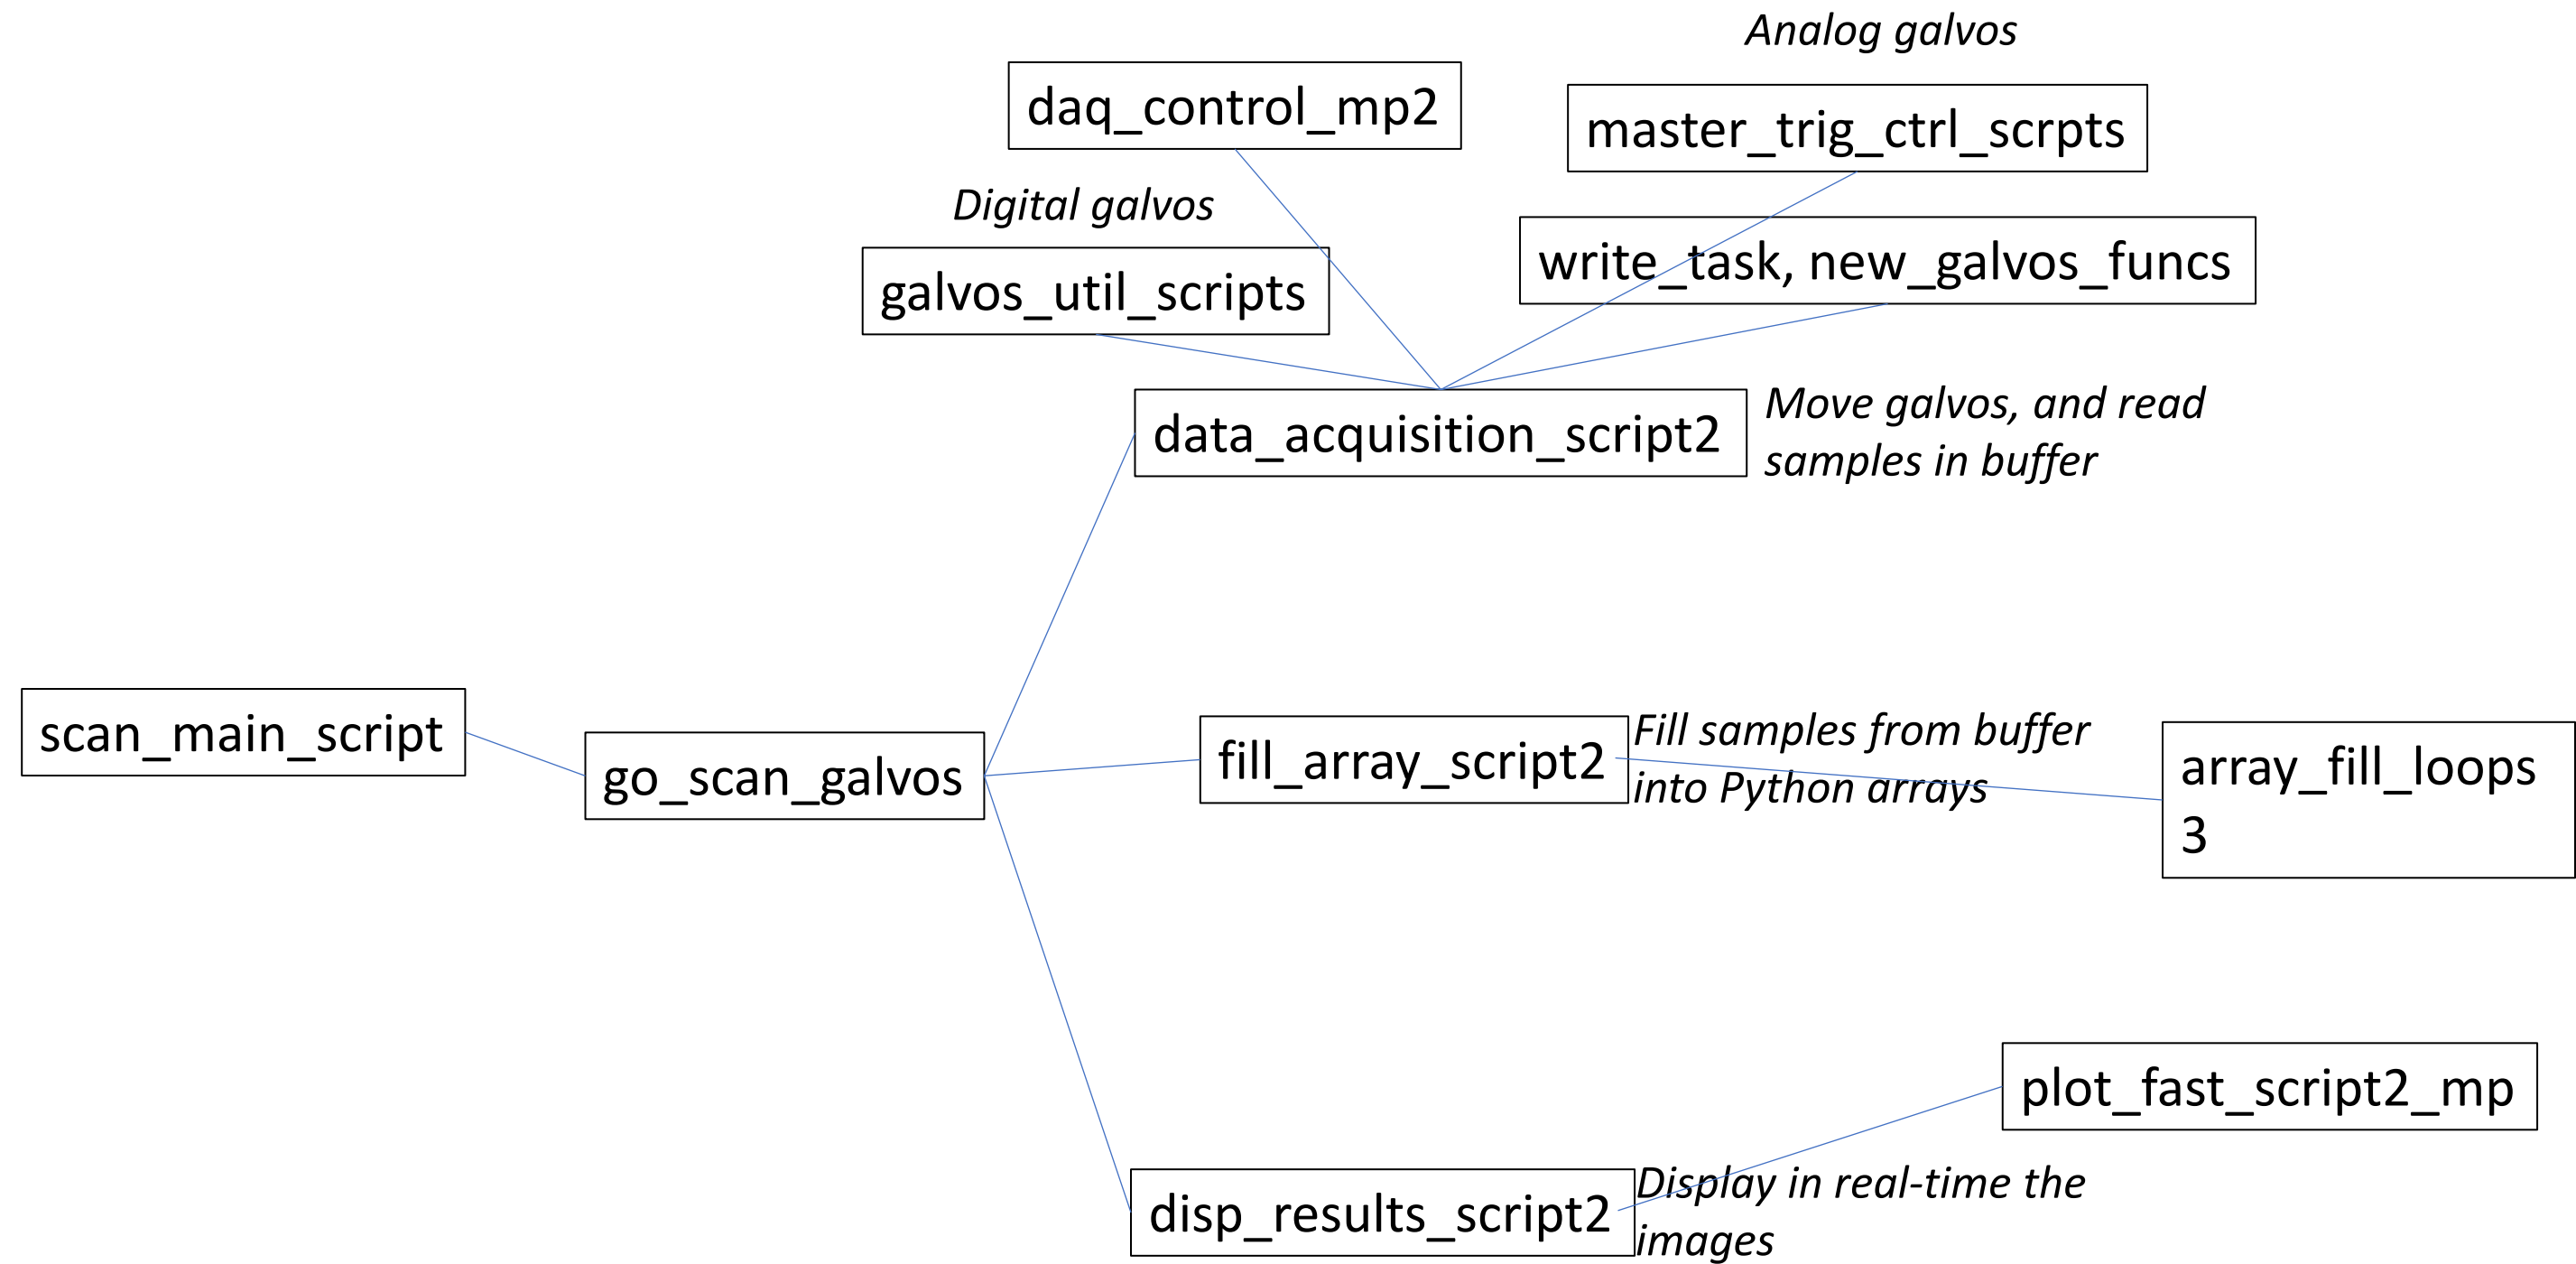 Analog galvos
daq_control_mp2
master_trig_ctrl_scrpts
Digital galvos
write_task, new_galvos_funcs
galvos_util_scripts
data_acquisition_script2
Move galvos, and read
samples in buffer
scan_main_script
go_scan_galvos
fill_array_script2
Fill samples from buffer
into Python arrays
array_fill_loops
3
plot_fast_script2_mp
disp_results_script2
Display in real-time the
images